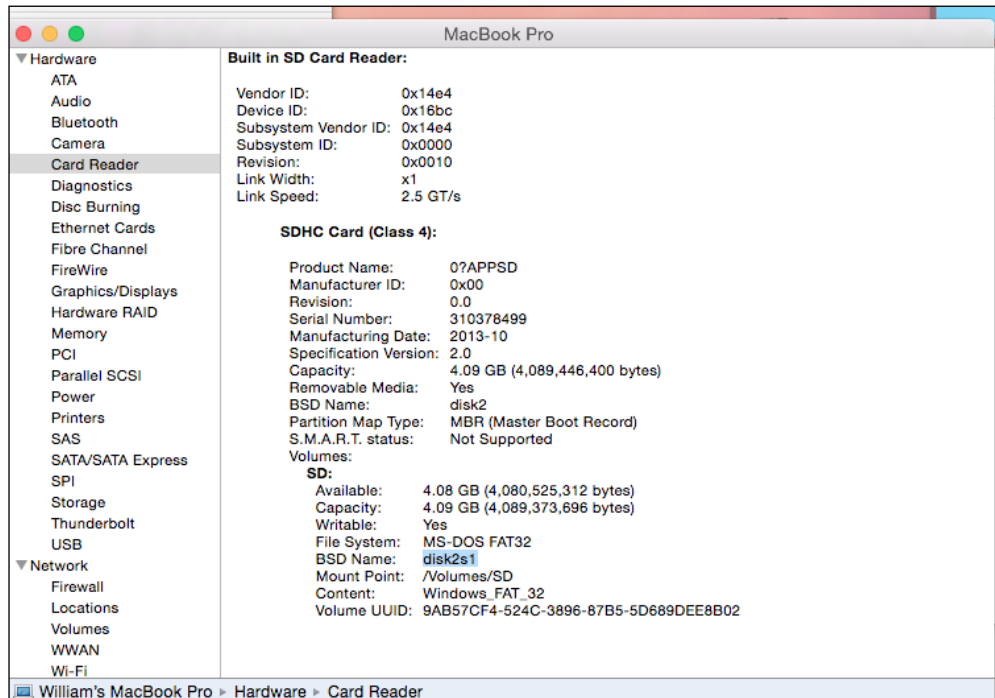 MacBook Pro
Hardware
ATA
Audio
Bluetooth
Camera
Card Reader
Diagnostics
Disc Burning
Ethernet Cards
Fibre Channel
FireWire
Graphics/Displays
Hardware RAID
Memory
PCI
Parallel SCSI
Power
Printers
SAS
SATA/SATA Express
SPI
Storage
Thunderbolt
USB
Network
Firewall
Locations
Volumes
WWAN
Wi-Fi
Built in SD Card Reader:
Vendor ID: 0x14e4
Device ID: 0x16bc
Subsystem Vendor ID: 0x14e4
Subsystem ID: 0x0000
Revision: 0x0010
Link Width: x1
Link Speed: 2.5 GT/s
SDHC Card (Class 4):
Product Name: 0?APPSD
Manufacturer ID: 0x00
Revision: 0.0
Serial Number: 310378499
Manufacturing Date: 2013-10
Specification Version: 2.0
Capacity: 4.09 GB (4,089,446,400 bytes)
Removable Media: Yes
BSD Name: disk2
Partition Map Type: MBR (Master Boot Record)
S.M.A.R.T. status: Not Supported
Volumes:
SD:
Available: 4.08 GB (4,080,525,312 bytes)
Capacity: 4.09 GB (4,089,373,696 bytes)
Writable: Yes
File System: MS-DOS FAT32
BSD Name: disk2s1
Mount Point: /Volumes/SD
Content: Windows_FAT_32
Volume UUID: 9AB57CF4-524C-3896-87B5-5D689DEE8B02
William's MacBook Pro ▸ Hardware ▸ Card Reader